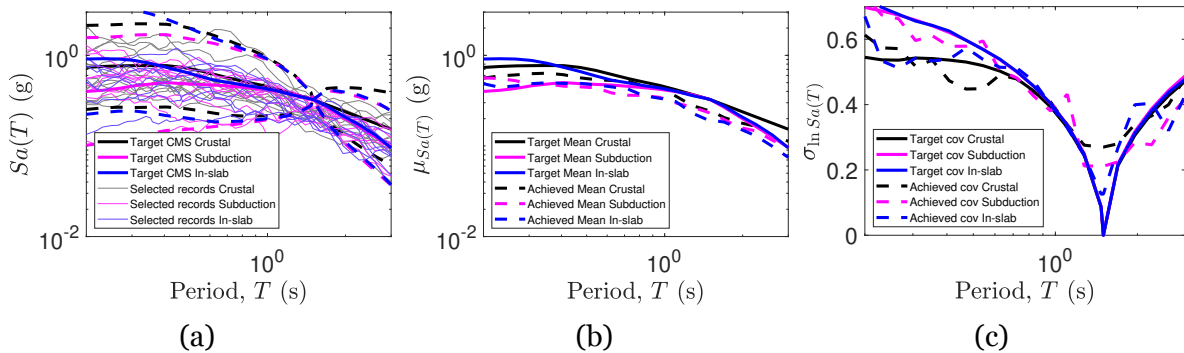 Sa(T) (g)
10^0
10^{-2}
Target CMS Crustal
Target CMS Subduction
Target CMS In-slab
Selected records Crustal
Selected records Subduction
Selected records In-slab
10^0
Period, T (s)
(a)
μ_{Sa(T)} (g)
10^0
10^{-2}
Target Mean Crustal
Target Mean Subduction
Target Mean In-slab
Achieved Mean Crustal
Achieved Mean Subduction
Achieved Mean In-slab
10^0
Period, T (s)
(b)
σ_{ln Sa(T)}
0.6
0.4
0.2
0
Target cov Crustal
Target cov Subduction
Target cov In-slab
Achieved cov Crustal
Achieved cov Subduction
Achieved cov In-slab
10^0
Period, T (s)
(c)